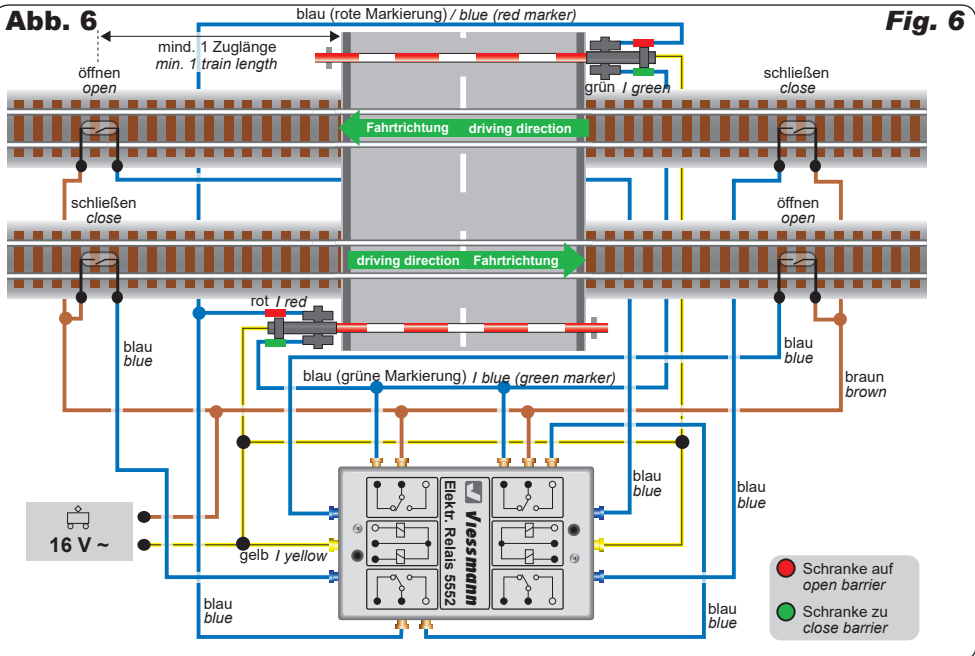 Abb. 6
blau (rote Markierung) / blue (red marker)
Fig. 6
mind. 1 Zuglänge
min. 1 train length
öffnen
open
grün / green
schließen
close
Fahrtrichtung driving direction
schließen
close
öffnen
open
driving direction Fahrtrichtung
rot / red
blau
blue
blau
blue
blau (grüne Markierung) / blue (green marker)
braun
brown
blau
blue
blau
blue
16 V ~
gelb / yellow
Viessmann
Elektr. Relais 5552
blau
blue
blau
blue
Schranke auf
open barrier
Schranke zu
close barrier